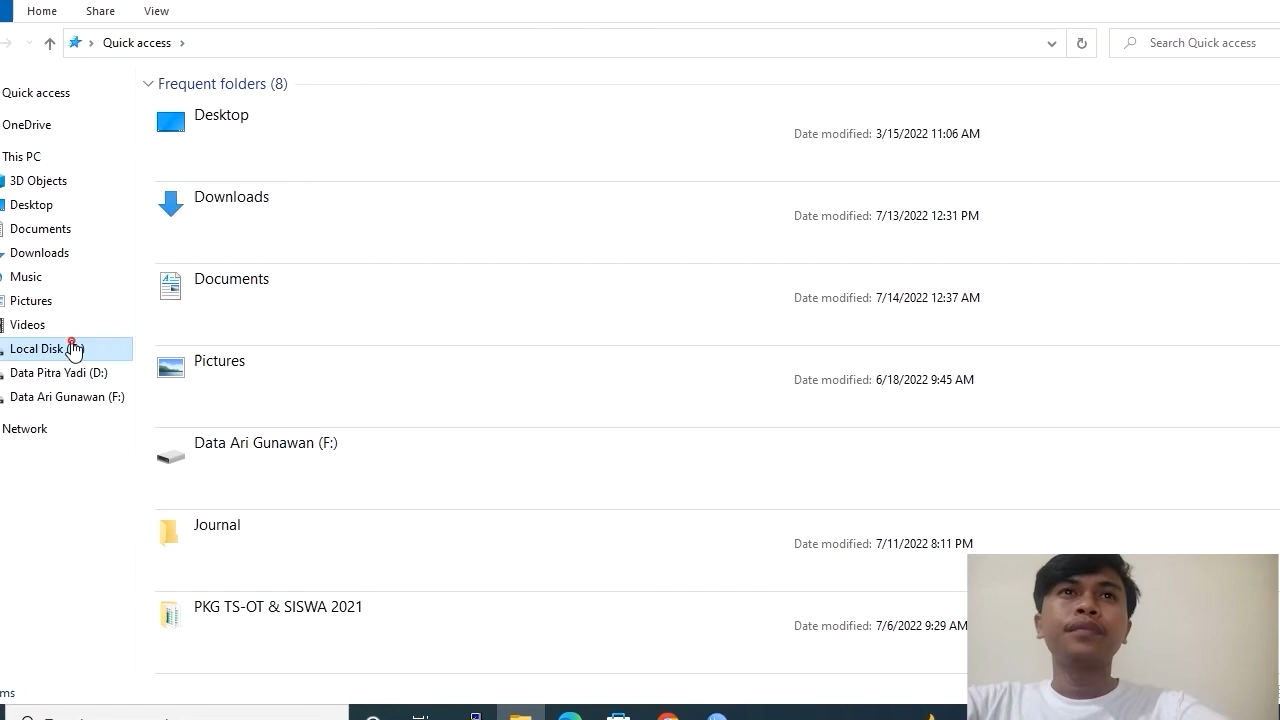 Home Share View
Quick access
Search Quick access
Quick access
OneDrive
This PC
3D Objects
Desktop
Documents
Downloads
Music
Pictures
Videos
Local Disk
Data Pitra Yadi (D:)
Data Ari Gunawan (F:)
Network
Frequent folders (8)
Desktop
Date modified: 3/15/2022 11:06 AM
Downloads
Date modified: 7/13/2022 12:31 PM
Documents
Date modified: 7/14/2022 12:37 AM
Pictures
Date modified: 6/18/2022 9:45 AM
Data Ari Gunawan (F:)
Journal
Date modified: 7/11/2022 8:11 PM
PKG TS-OT & SISWA 2021
Date modified: 7/6/2022 9:29 AM
ms